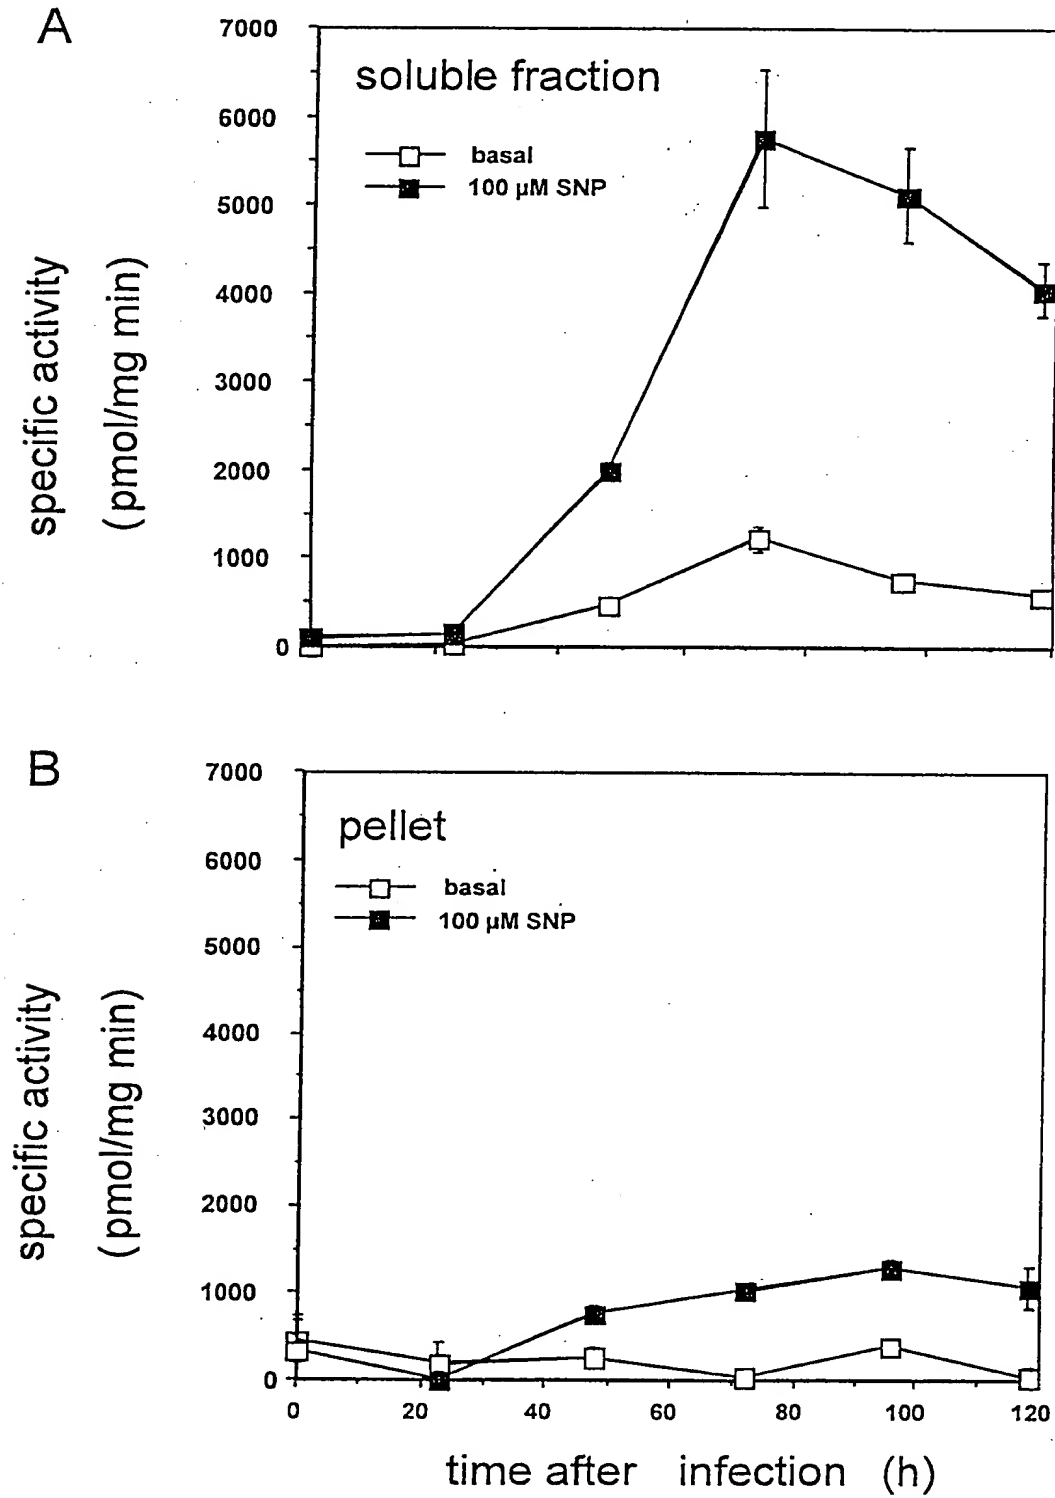 A
7000
soluble fraction
6000
basal
100 µM SNP
5000
4000
3000
2000
1000
0
specific activity
(pmol/mg min)
B
7000
pellet
6000
basal
100 µM SNP
5000
4000
3000
2000
1000
0
specific activity
(pmol/mg min)
0 20 40 60 80 100 120
time after infection (h)